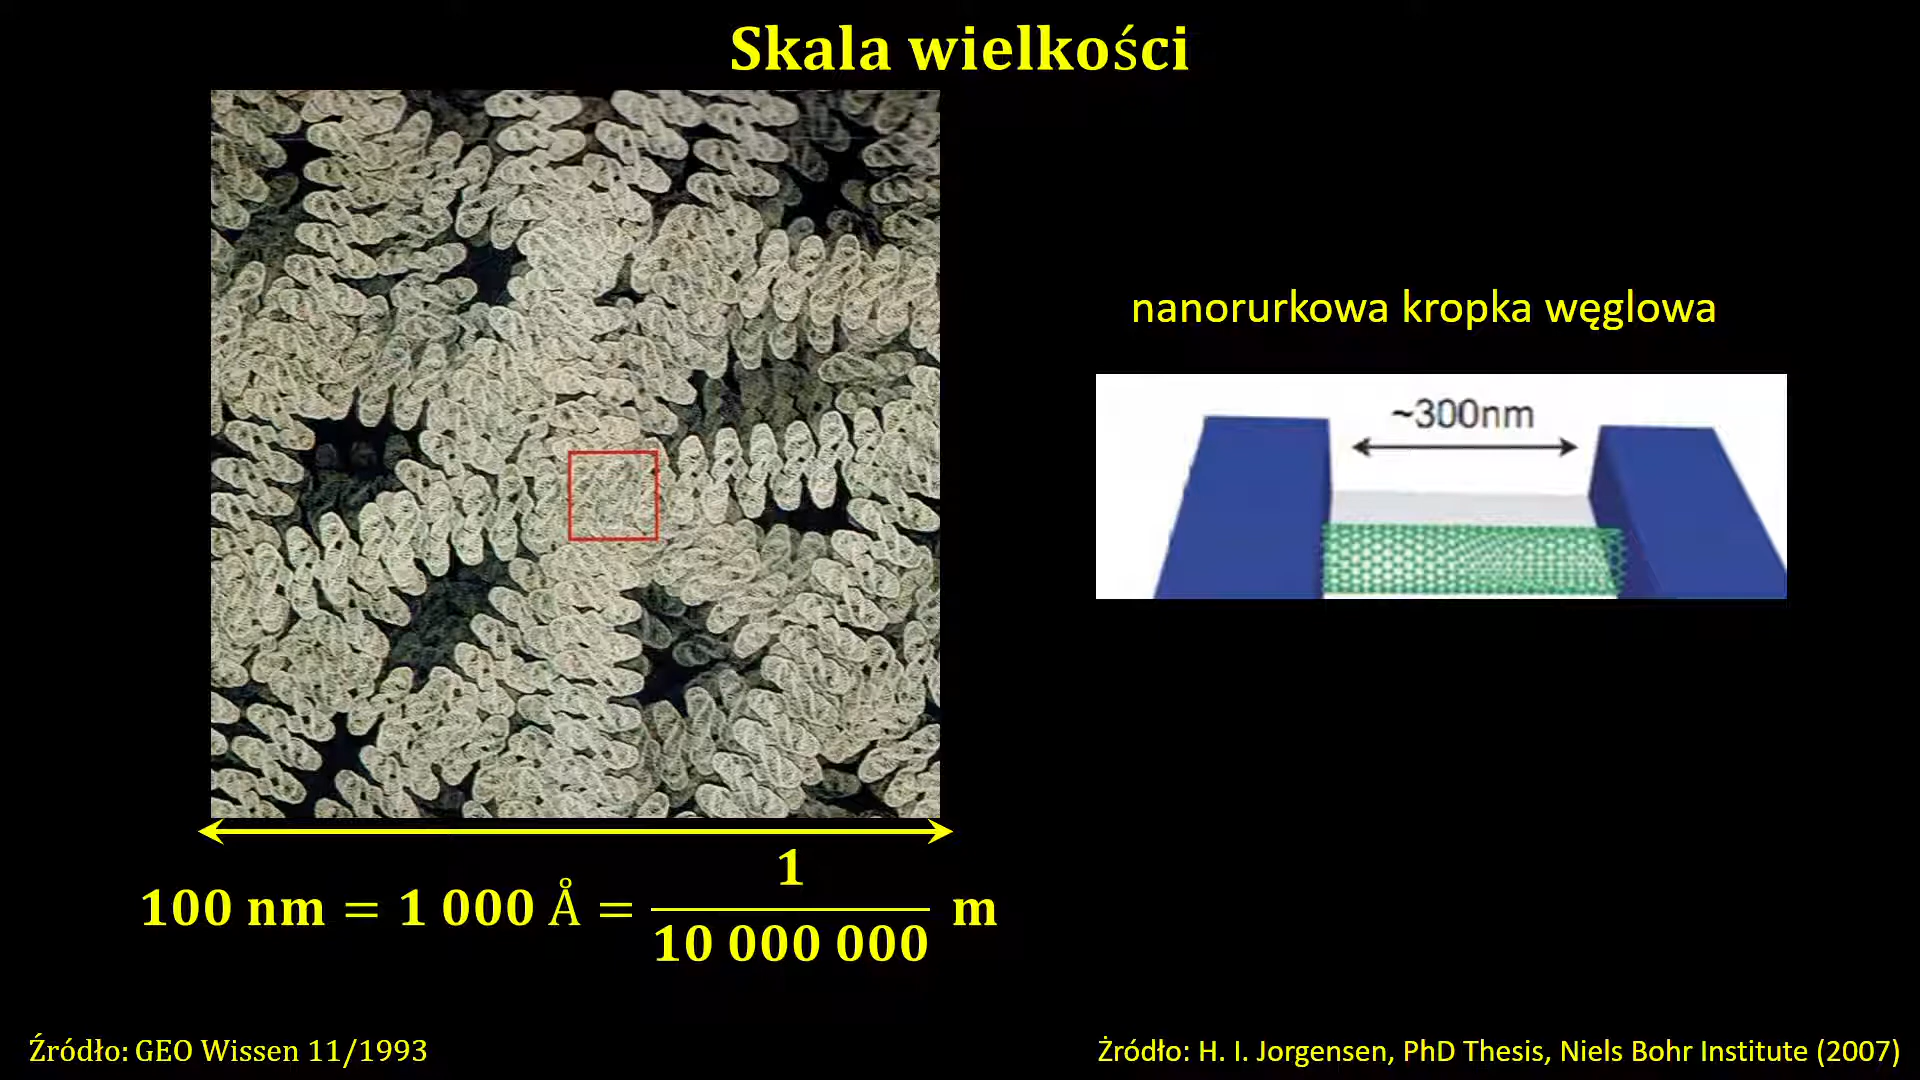 Skala wielkości
nanorurkowa kropka węglowa
~300nm
100 nm = 1 000 Å = 1/10 000 000 m
Źródło: GEO Wissen 11/1993
Żródło: H. I. Jorgensen, PhD Thesis, Niels Bohr Institute (2007)